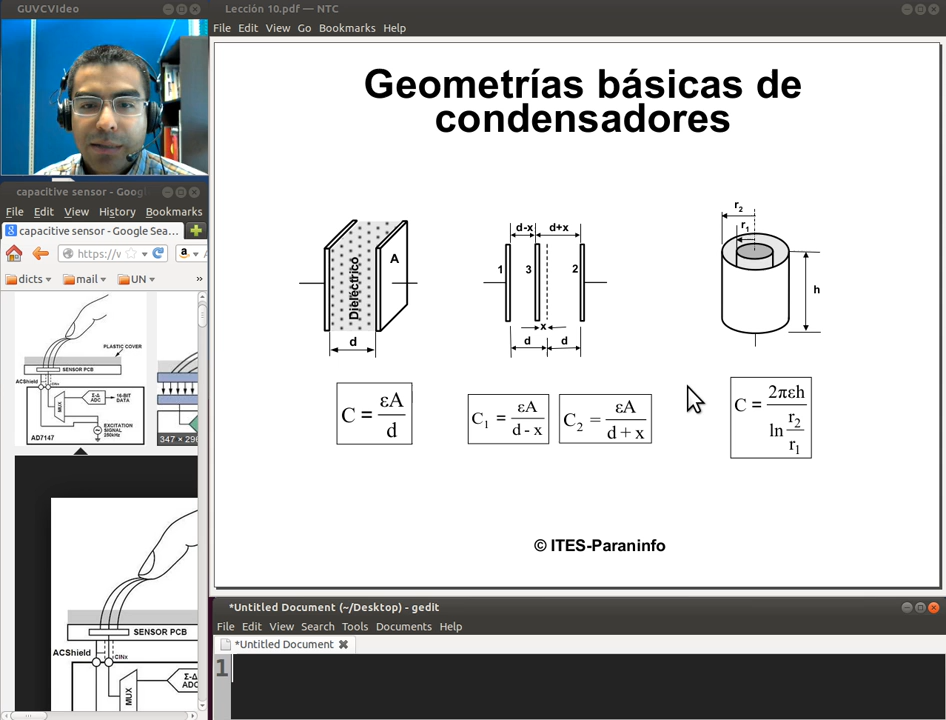 GUVCVIdeo
Lección 10.pdf — NTC
File Edit View Go Bookmarks Help
Geometrías básicas de
condensadores
capacitive sensor - Goog
File Edit View History Bookmarks
capacitive sensor - Google Sea...
https://v
dicts mail UN »
PLASTIC COVER
SENSOR PCB
ACShield
CINx
MUX
Σ-Δ
ADC
16-BIT
DATA
EXCITATION
SIGNAL
250kHz
AD7147
347 × 296
SENSOR PCB
ACShield
CINx
MUX
Σ-Δ
ADC
Dieléctrico
A
d
d-x d+x
1 3 2
x
d d
r2
r1
h
C = εA/d
C1 = εA/d - x
C2 = εA/d + x
C = 2πεh/ln r2/r1
© ITES-Paraninfo
*Untitled Document (~/Desktop) - gedit
File Edit View Search Tools Documents Help
*Untitled Document
1